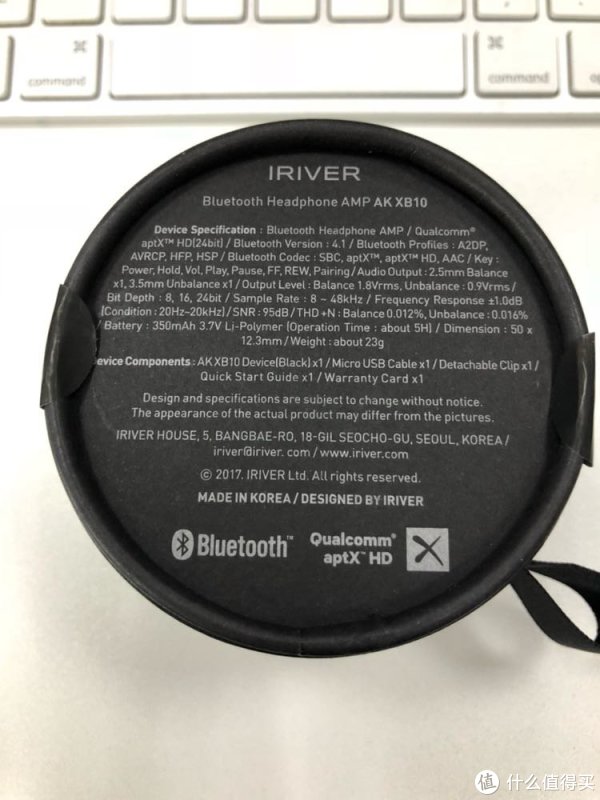 ⌘
⌘
command
command
IRIVER
Bluetooth Headphone AMP AK XB10
Device Specification : Bluetooth Headphone AMP / Qualcomm®
aptX™ HD(24bit) / Bluetooth Version : 4.1 / Bluetooth Profiles : A2DP,
AVRCP, HFP, HSP / Bluetooth Codec : SBC, aptX™, aptX™ HD, AAC / Key :
Power, Hold, Vol, Play, Pause, FF, REW, Pairing / Audio Output : 2.5mm Balance
x1, 3.5mm Unbalance x1 / Output Level : Balance 1.8Vrms, Unbalance : 0.9Vrms /
Bit Depth : 8, 16, 24bit / Sample Rate : 8 ~ 48kHz / Frequency Response ±1.0dB
(Condition : 20Hz~20kHz) / SNR : 95dB / THD +N : Balance 0.012%, Unbalance : 0.016%
/ Battery : 350mAh 3.7V Li-Polymer (Operation Time : about 5H) / Dimension : 50 x
12.3mm / Weight : about 23g
evice Components : AK XB10 Device(Black) x1 / Micro USB Cable x1 / Detachable Clip x1 /
Quick Start Guide x1 / Warranty Card x1
Design and specifications are subject to change without notice.
The appearance of the actual product may differ from the pictures.
IRIVER HOUSE, 5, BANGBAE-RO, 18-GIL SEOCHO-GU, SEOUL, KOREA /
iriver@iriver. com / www.iriver.com
© 2017. IRIVER Ltd. All rights reserved.
MADE IN KOREA / DESIGNED BY IRIVER
Bluetooth™
Qualcomm®
aptX™ HD
值 什么值得买